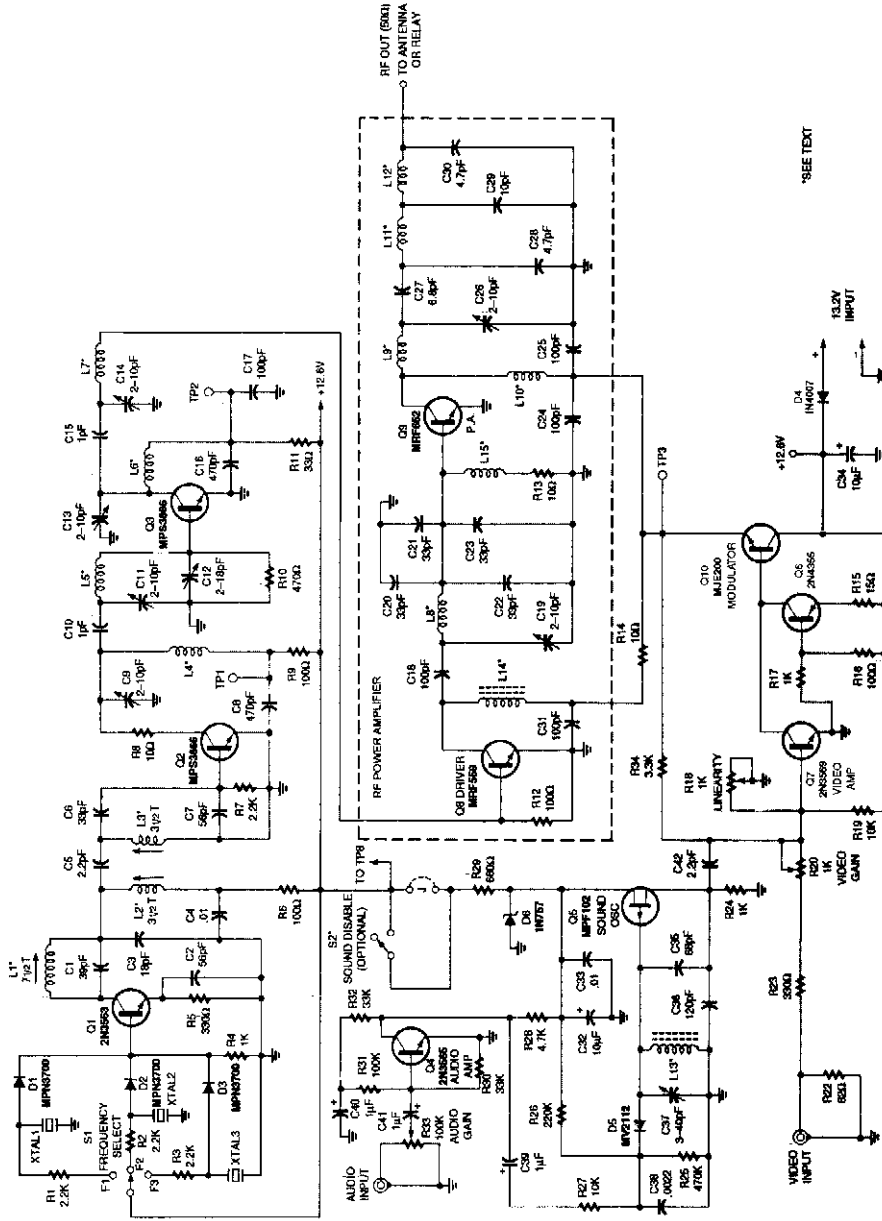 R1
2.2K
S1
FREQUENCY
SELECT
F1
F2
F3
XTAL1
D1
MPN3700
R2
2.2K
D2
MPN3700
XTAL2
R3
2.2K
D3
MPN3700
XTAL3
R4
1K
Q1
2N3563
L1*
7 1/2 T
C1
39pF
C3
18pF
C2
56pF
R5
330Ω
L2*
3 1/2 T
C4
.01
R6
100Ω
C5
2.2pF
L3*
3 1/2 T
C6
33pF
C7
56pF
R7
2.2K
R8
10Ω
Q2
MPS3866
C9
2–10pF
L4*
TP1
C8
470pF
R9
100Ω
C10
1pF
L5*
C11
2–10pF
C12
2–18pF
R10
470Ω
C13
2–10pF
Q3
MPS3866
C15
1pF
L6*
C16
470pF
R11
33Ω
L7*
C14
2–10pF
TP2
C17
100pF
+12.6V
RF POWER AMPLIFIER
Q8 DRIVER
MRF559
R12
100Ω
C31
100pF
L14*
C18
100pF
L8*
C19
2–10pF
C20
33pF
C21
33pF
C22
33pF
C23
33pF
L15*
R13
10Ω
Q9
MRF652
P.A.
C24
100pF
L10*
C25
100pF
L9*
C26
2–10pF
C27
6.8pF
C28
4.7pF
L11*
C29
10pF
L12*
C30
4.7pF
RF OUT (50Ω)
TO ANTENNA
OR RELAY
AUDIO
INPUT
R33
100K
AUDIO
GAIN
C40
1μF
C41
1μF
R31
100K
R32
33K
Q4
2N3565
AUDIO
AMP
R30
33K
S2*
SOUND DISABLE
(OPTIONAL)
TO TP8
R29
680Ω
D6
1N757
C39
1μF
R28
4.7K
C32
10μF
C33
.01
R26
220K
R27
10K
C38
.0022
R25
470K
D5
MV2112
C37
3–40pF
L13*
C36
120pF
C35
68pF
Q5
MPF102
SOUND
OSC
C42
2.2pF
R24
1K
R34
3.3K
R14
10Ω
TP3
VIDEO
INPUT
R22
82Ω
R23
330Ω
R20
1K
VIDEO
GAIN
R18
1K
LINEARITY
R19
10K
Q7
2N3569
VIDEO
AMP
R17
1K
R16
100Ω
Q6
2N4355
R15
15Ω
Q10
MJE200
MODULATOR
+12.6V
C34
10μF
D4
1N4007
13.2V
INPUT
*SEE TEXT